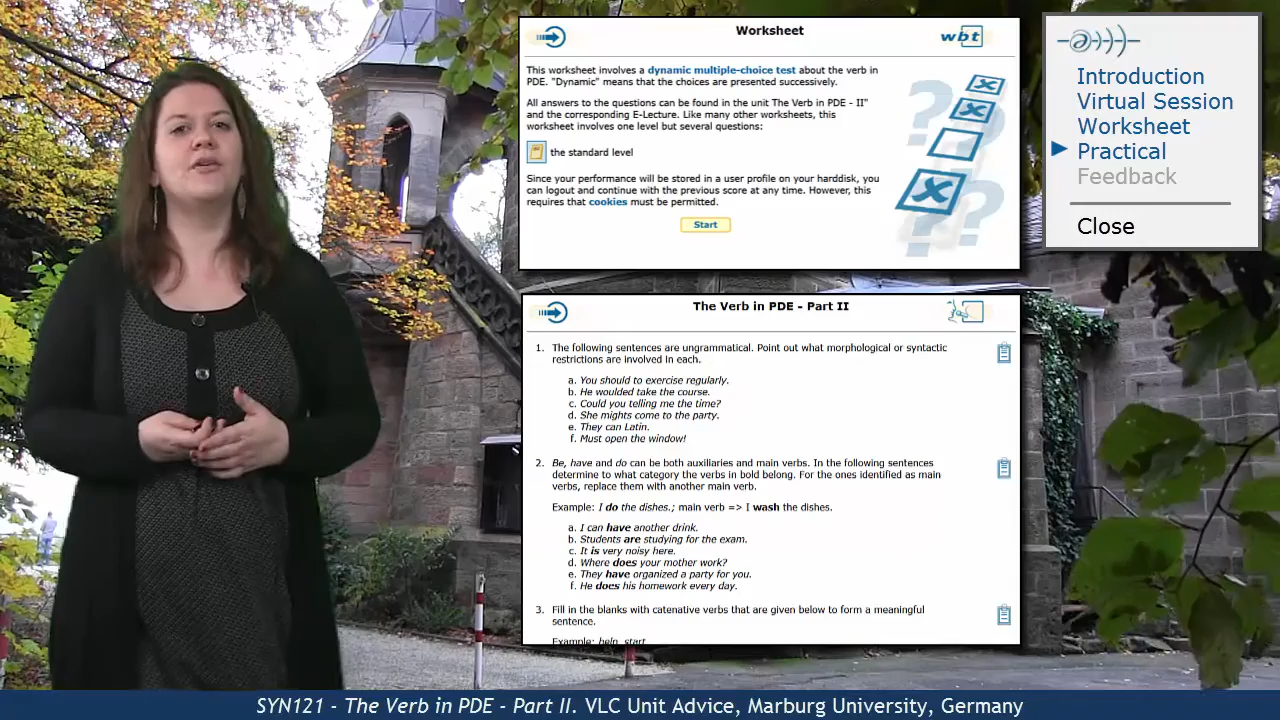 Worksheet
wbt
This worksheet involves a dynamic multiple-choice test about the verb in
PDE. "Dynamic" means that the choices are presented successively.
All answers to the questions can be found in the unit The Verb in PDE - II"
and the corresponding E-Lecture. Like many other worksheets, this
worksheet involves one level but several questions:
the standard level
Since your performance will be stored in a user profile on your harddisk, you
can logout and continue with the previous score at any time. However, this
requires that cookies must be permitted.
Start
The Verb in PDE - Part II
1. The following sentences are ungrammatical. Point out what morphological or syntactic
restrictions are involved in each.
a. You should to exercise regularly.
b. He woulded take the course.
c. Could you telling me the time?
d. She mights come to the party.
e. They can Latin.
f. Must open the window!
2. Be, have and do can be both auxiliaries and main verbs. In the following sentences
determine to what category the verbs in bold belong. For the ones identified as main
verbs, replace them with another main verb.
Example: I do the dishes.; main verb => I wash the dishes.
a. I can have another drink.
b. Students are studying for the exam.
c. It is very noisy here.
d. Where does your mother work?
e. They have organized a party for you.
f. He does his homework every day.
3. Fill in the blanks with catenative verbs that are given below to form a meaningful
sentence.
Example: help, start
Introduction
Virtual Session
Worksheet
Practical
Feedback
Close
SYN121 - The Verb in PDE - Part II. VLC Unit Advice, Marburg University, Germany